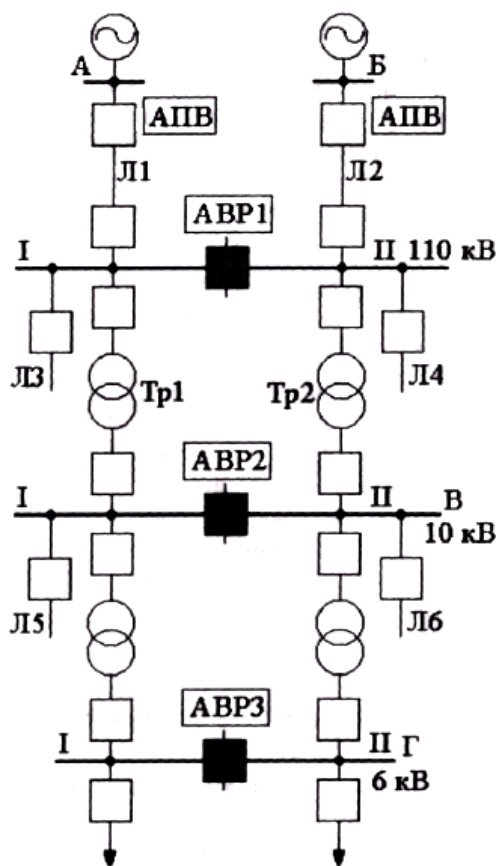 А Б
АПВ АПВ
Л1 Л2
АВР1
I II 110 кВ
Л3 Л4
Тр1 Тр2
АВР2
I II В
10 кВ
Л5 Л6
АВР3
I II Г
6 кВ